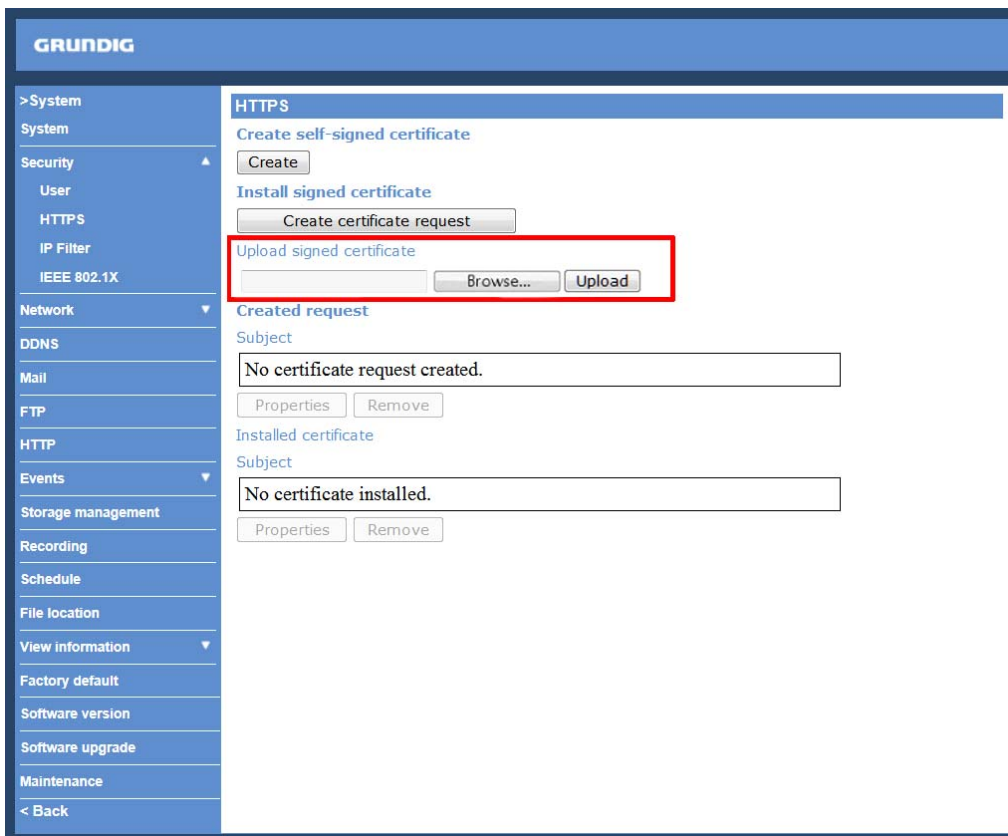 GRUNDIG
>System
System
Security
User
HTTPS
IP Filter
IEEE 802.1X
Network
DDNS
Mail
FTP
HTTP
Events
Storage management
Recording
Schedule
File location
View information
Factory default
Software version
Software upgrade
Maintenance
< Back
HTTPS
Create self-signed certificate
Create
Install signed certificate
Create certificate request
Upload signed certificate
Browse... Upload
Created request
Subject
No certificate request created.
Properties Remove
Installed certificate
Subject
No certificate installed.
Properties Remove